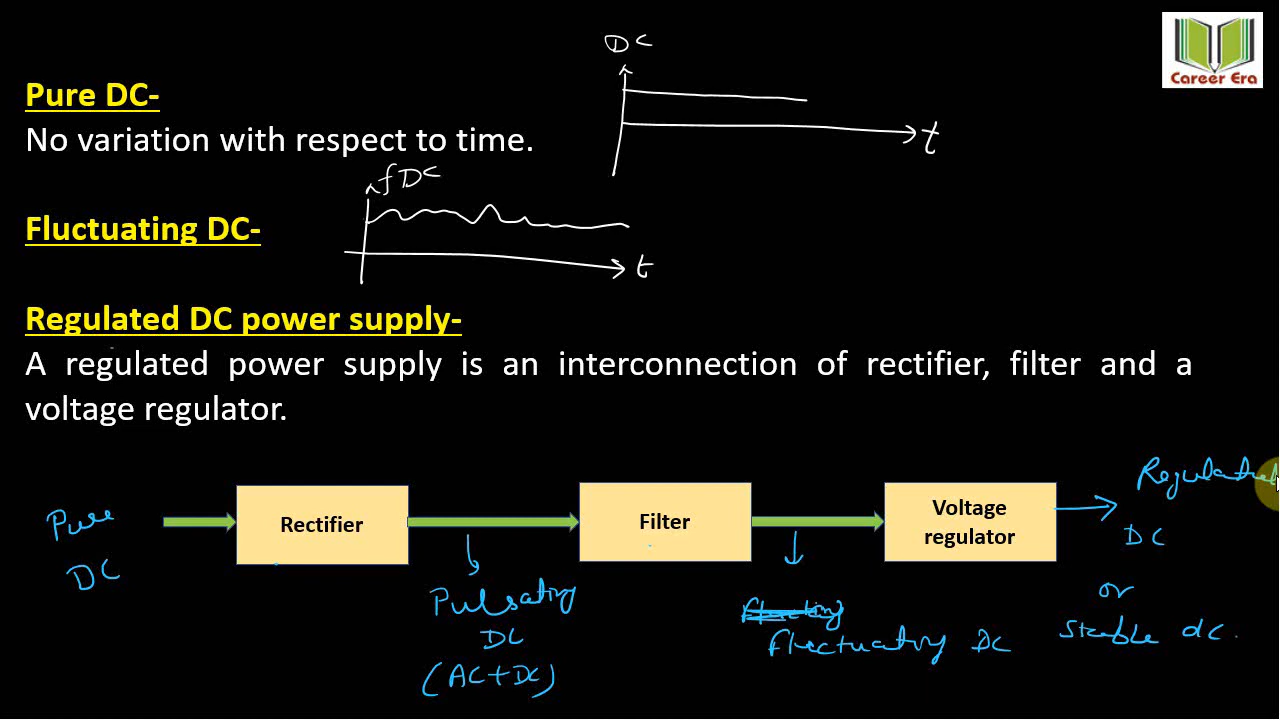 DC
Career Era
Pure DC-
No variation with respect to time.
t
fDC
Fluctuating DC-
t
Regulated DC power supply-
A regulated power supply is an interconnection of rectifier, filter and a
voltage regulator.
Pure
DC
Rectifier
Pulsating
DC
(AC+DC)
Filter
Fluctuating DC
Voltage
regulator
Regulated
DC
or
stable dc.